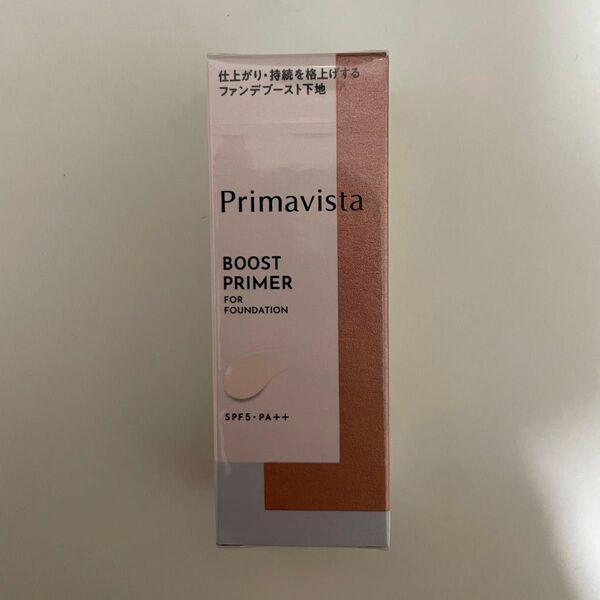 仕上がり・持続を格上げする
ファンデブースト下地
Primavista
BOOST
PRIMER
FOR
FOUNDATION
SPF5・PA++